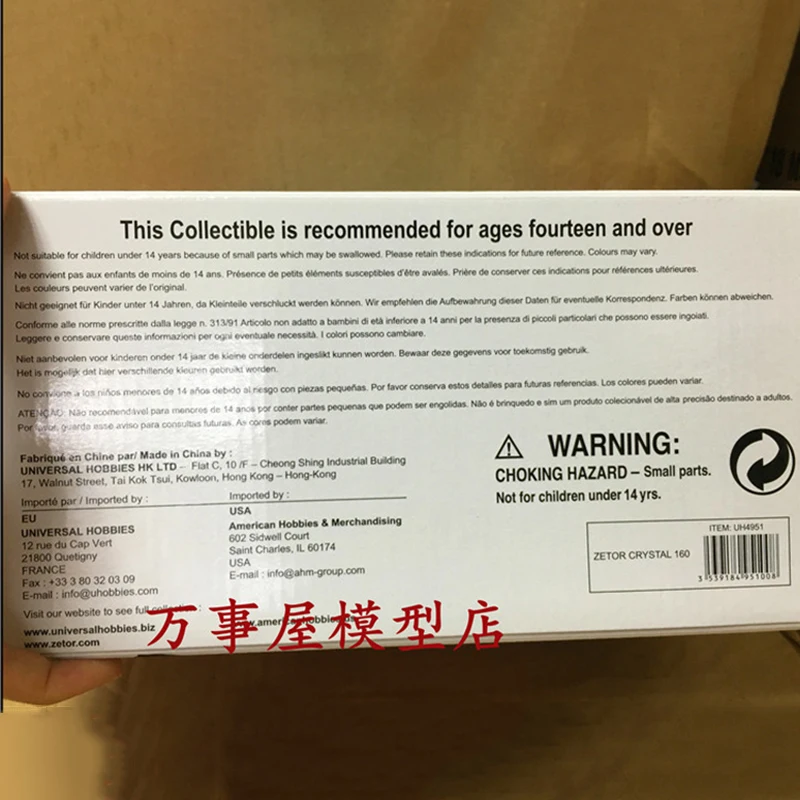 This Collectible is recommended for ages fourteen and over
Not suitable for children under 14 years because of small parts which may be swallowed. Please retain these indications for future reference. Colours may vary.
Ne convient pas aux enfants de moins de 14 ans. Présence de petits éléments susceptibles d'être avalés. Prière de conserver ces indications pour références ultérieures.
Les couleurs peuvent varier de l'original.
Nicht geeignet für Kinder unter 14 Jahren, da Kleinteile verschluckt werden können. Wir empfehlen die Aufbewahrung dieser Daten für eventuelle Korrespondenz. Farben können abweichen.
Conforme alle norme prescritte dalla legge n. 313/91 Articolo non adatto a bambini di età inferiore a 14 anni per la presenza di piccoli particolari che possono essere ingoiati.
Leggere e conservare queste informazioni per ogni eventuale necessità. I colori possono cambiare.
Niet aanbevolen voor kinderen onder 14 jaar de kleine onderdelen ingeslikt kunnen worden. Bewaar deze gegevens voor toekomstig gebruik.
Het is mogelijk dat hier verschillende kleuren gebruikt worden.
No conviene a los niños menores de 14 años debido al riesgo con piezas pequeñas. Por favor conserva estos detalles para futuras referencias. Los colores pueden variar.
ATENÇÃO: Não recomendável para menores de 14 anos por conter partes pequenas que podem ser engolidas. Não é brinquedo e sim um produto colecionável de alta precisão destinado a adultos.
Por favor, guarde esse aviso para consultas futuras. As cores podem variar.
Fabriqué en Chine par/ Made in China by :
UNIVERSAL HOBBIES HK LTD – Flat C, 10 /F – Cheong Shing Industrial Building
17, Walnut Street, Tai Kok Tsui, Kowloon, Hong Kong – Hong-Kong
Importé par / Imported by :
EU
UNIVERSAL HOBBIES
12 rue du Cap Vert
21800 Quetigny
FRANCE
Fax : +33 3 80 32 03 09
E-mail : info@uhobbies.com
Imported by :
USA
American Hobbies & Merchandising
602 Sidwell Court
Saint Charles, IL 60174
USA
E-mail : info@ahm-group.com
Visit our website to see full collection :
www.universalhobbies.biz
www.zetor.com
万事屋模型店
WARNING:
CHOKING HAZARD – Small parts.
Not for children under 14 yrs.
ITEM: UH4951
ZETOR CRYSTAL 160
3 539184 951008